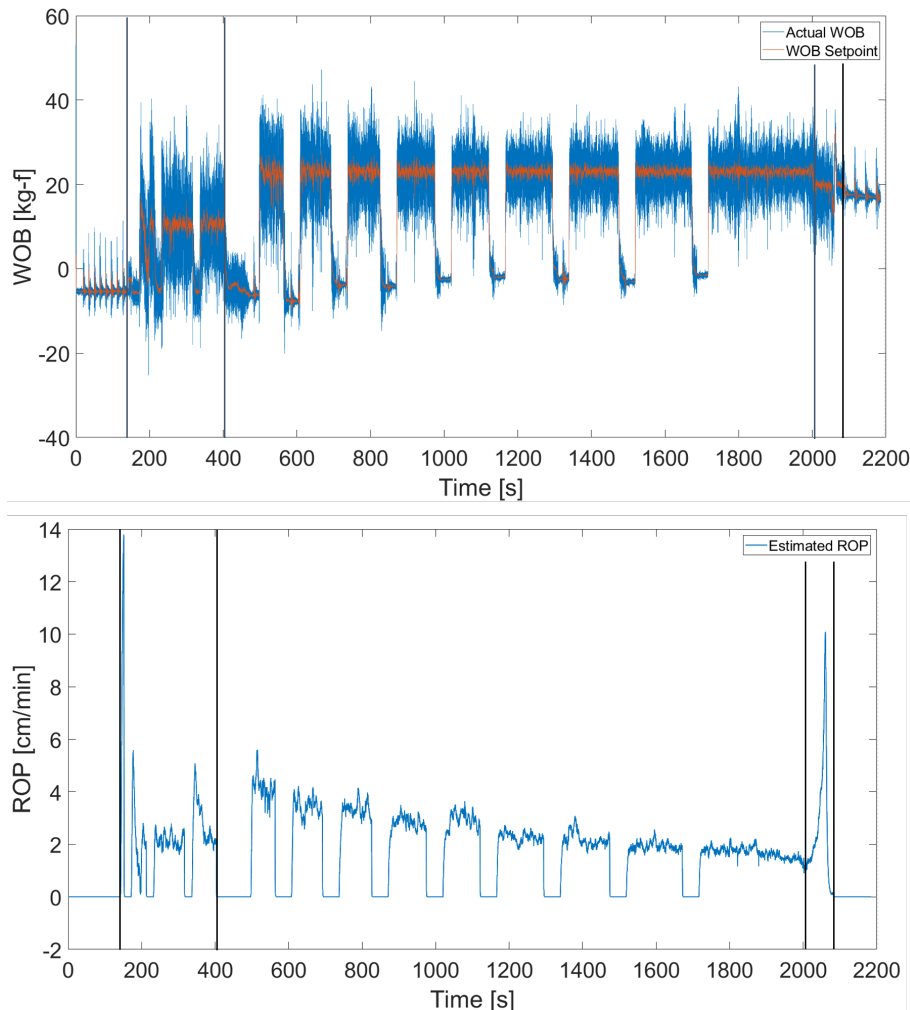 60
40
20
0
-20
-40
WOB [kg-f]
Actual WOB
WOB Setpoint
0 200 400 600 800 1000 1200 1400 1600 1800 2000 2200
Time [s]
14
12
10
8
6
4
2
0
-2
ROP [cm/min]
Estimated ROP
0 200 400 600 800 1000 1200 1400 1600 1800 2000 2200
Time [s]